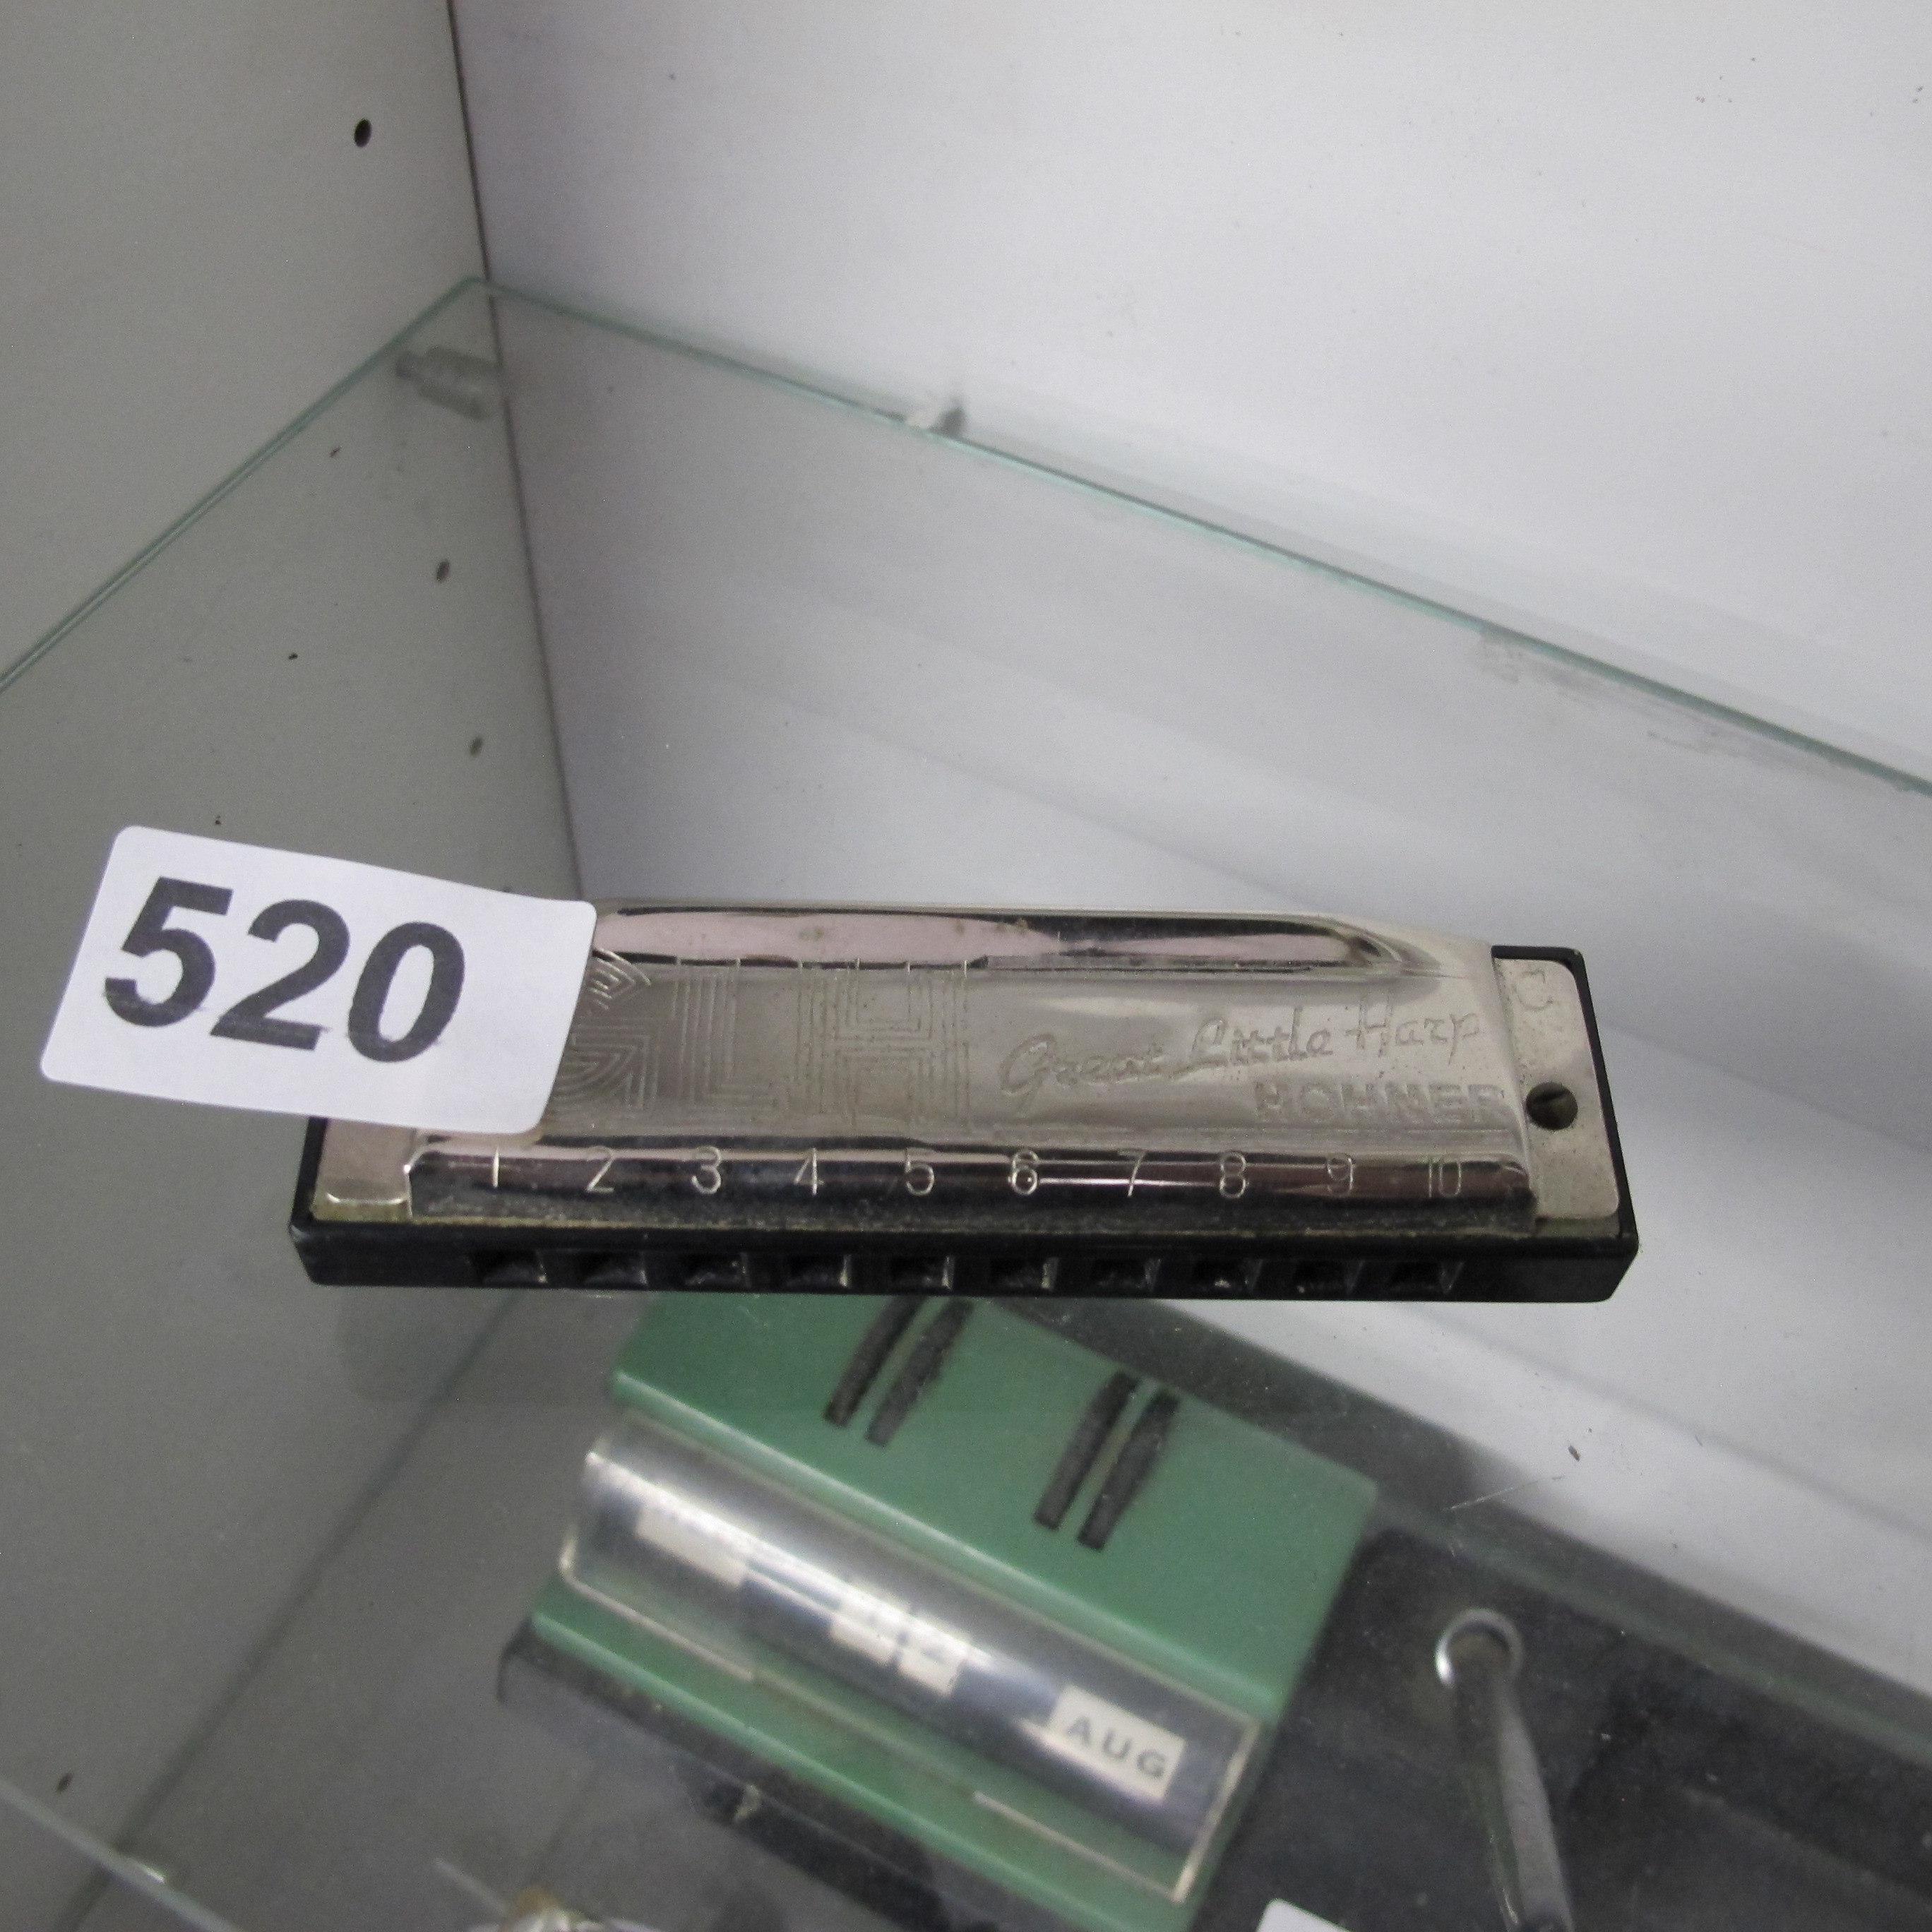 520
GLH
Great Little Harp
HOHNER
1 2 3 4 5 6 7 8 9 10
AUG